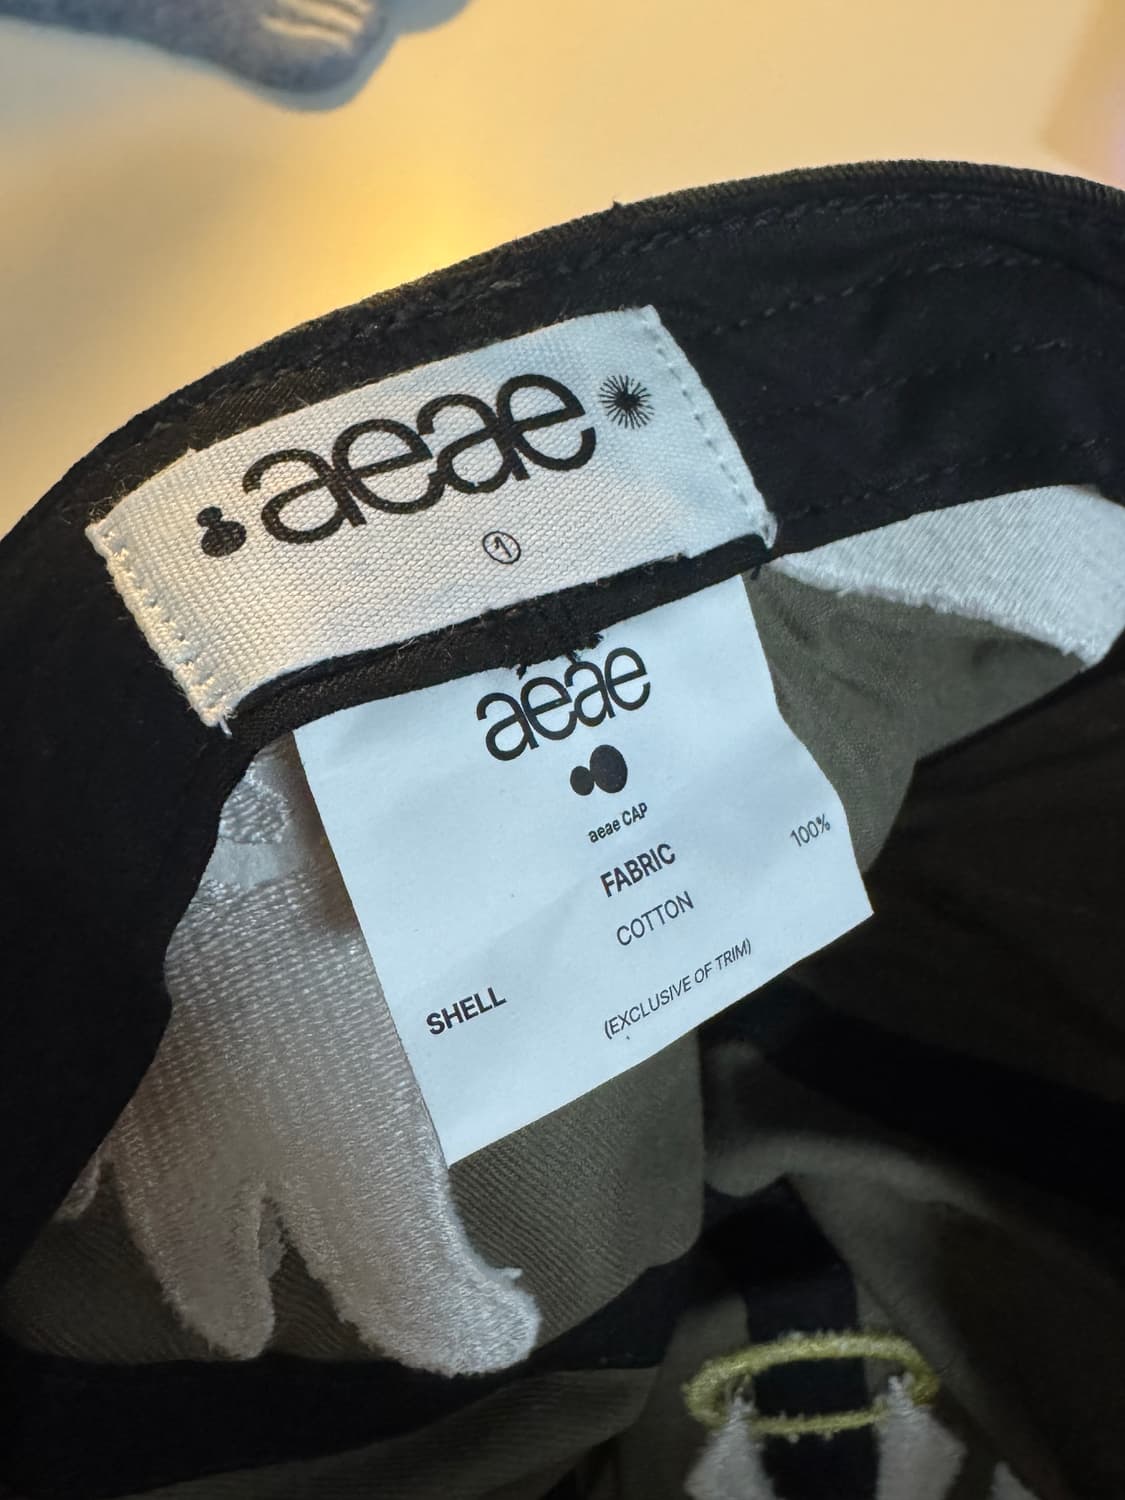 aeae
1
aeae
aeae CAP
FABRIC
COTTON 100%
SHELL
(EXCLUSIVE OF TRIM)